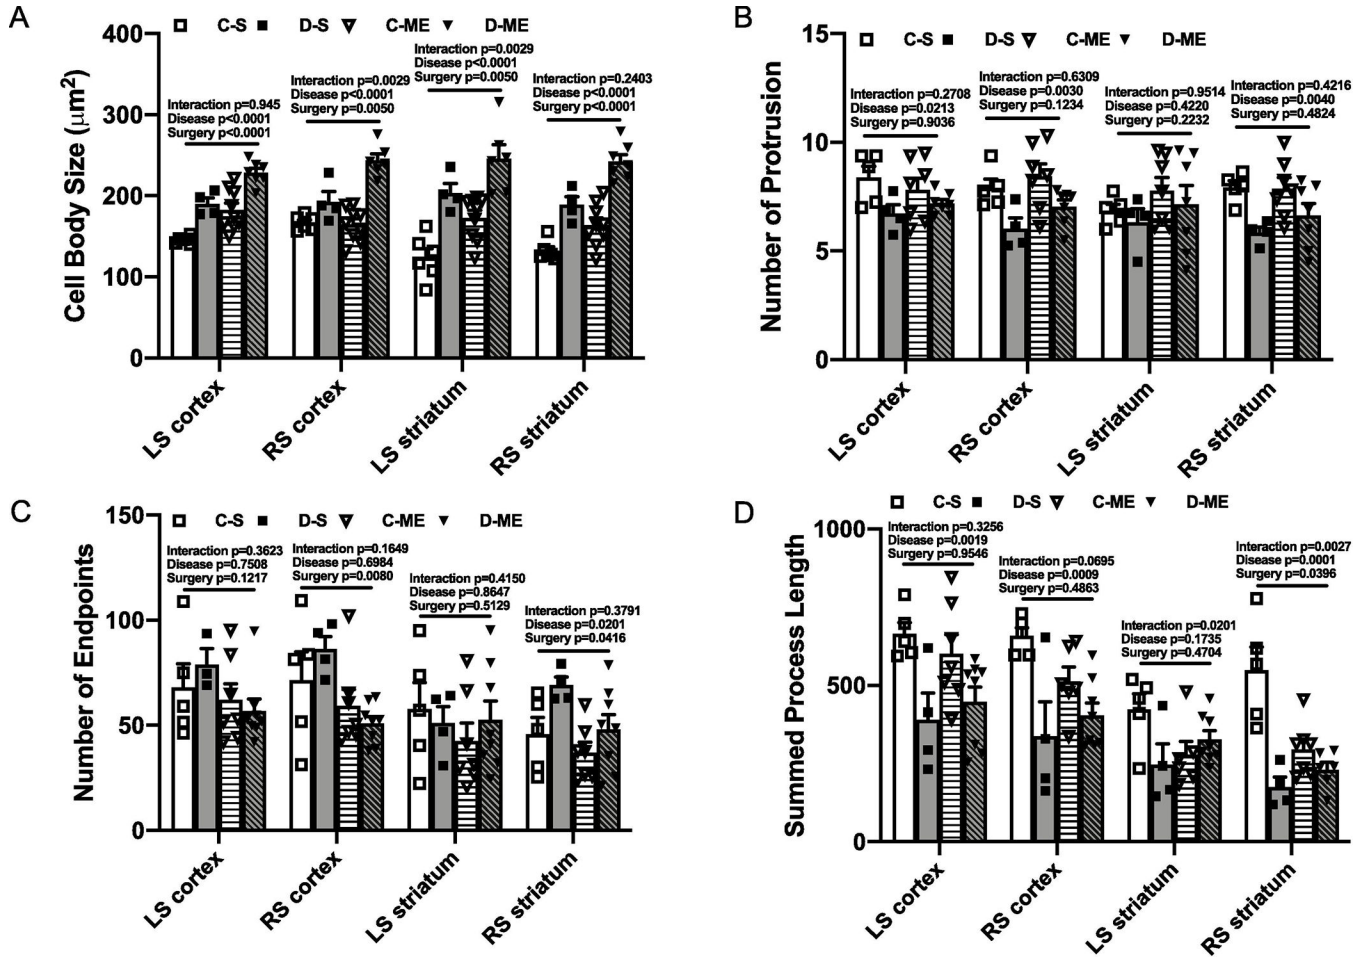 A
C-S D-S C-ME D-ME
Cell Body Size (μm2)
400
300
200
100
0
Interaction p=0.945
Disease p<0.0001
Surgery p<0.0001
Interaction p=0.0029
Disease p<0.0001
Surgery p=0.0050
Interaction p=0.0029
Disease p<0.0001
Surgery p=0.0050
Interaction p=0.2403
Disease p<0.0001
Surgery p<0.0001
LS cortex
RS cortex
LS striatum
RS striatum
B
C-S D-S C-ME D-ME
Number of Protrusion
15
10
5
0
Interaction p=0.2708
Disease p=0.0213
Surgery p=0.9036
Interaction p=0.6309
Disease p=0.0030
Surgery p=0.1234
Interaction p=0.9514
Disease p=0.4220
Surgery p=0.2232
Interaction p=0.4216
Disease p=0.0040
Surgery p=0.4824
LS cortex
RS cortex
LS striatum
RS striatum
C
C-S D-S C-ME D-ME
Number of Endpoints
150
100
50
0
Interaction p=0.3623
Disease p=0.7508
Surgery p=0.1217
Interaction p=0.1649
Disease p=0.6984
Surgery p=0.0080
Interaction p=0.4150
Disease p=0.8647
Surgery p=0.5129
Interaction p=0.3791
Disease p=0.0201
Surgery p=0.0416
LS cortex
RS cortex
LS striatum
RS striatum
D
C-S D-S C-ME D-ME
Summed Process Length
1000
500
0
Interaction p=0.3256
Disease p=0.0019
Surgery p=0.9546
Interaction p=0.0695
Disease p=0.0009
Surgery p=0.4863
Interaction p=0.0201
Disease p=0.1735
Surgery p=0.4704
Interaction p=0.0027
Disease p=0.0001
Surgery p=0.0396
LS cortex
RS cortex
LS striatum
RS striatum